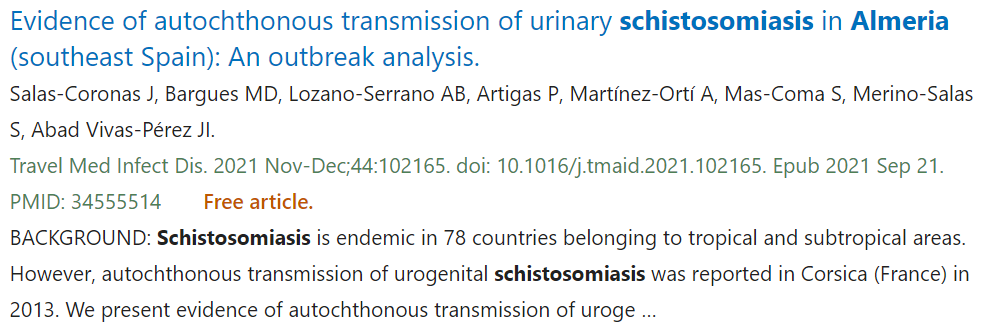 Evidence of autochthonous transmission of urinary schistosomiasis in Almeria
(southeast Spain): An outbreak analysis.
Salas-Coronas J, Bargues MD, Lozano-Serrano AB, Artigas P, Martínez-Ortí A, Mas-Coma S, Merino-Salas
S, Abad Vivas-Pérez JI.
Travel Med Infect Dis. 2021 Nov-Dec;44:102165. doi: 10.1016/j.tmaid.2021.102165. Epub 2021 Sep 21.
PMID: 34555514 Free article.
BACKGROUND: Schistosomiasis is endemic in 78 countries belonging to tropical and subtropical areas.
However, autochthonous transmission of urogenital schistosomiasis was reported in Corsica (France) in
2013. We present evidence of autochthonous transmission of uroge ...